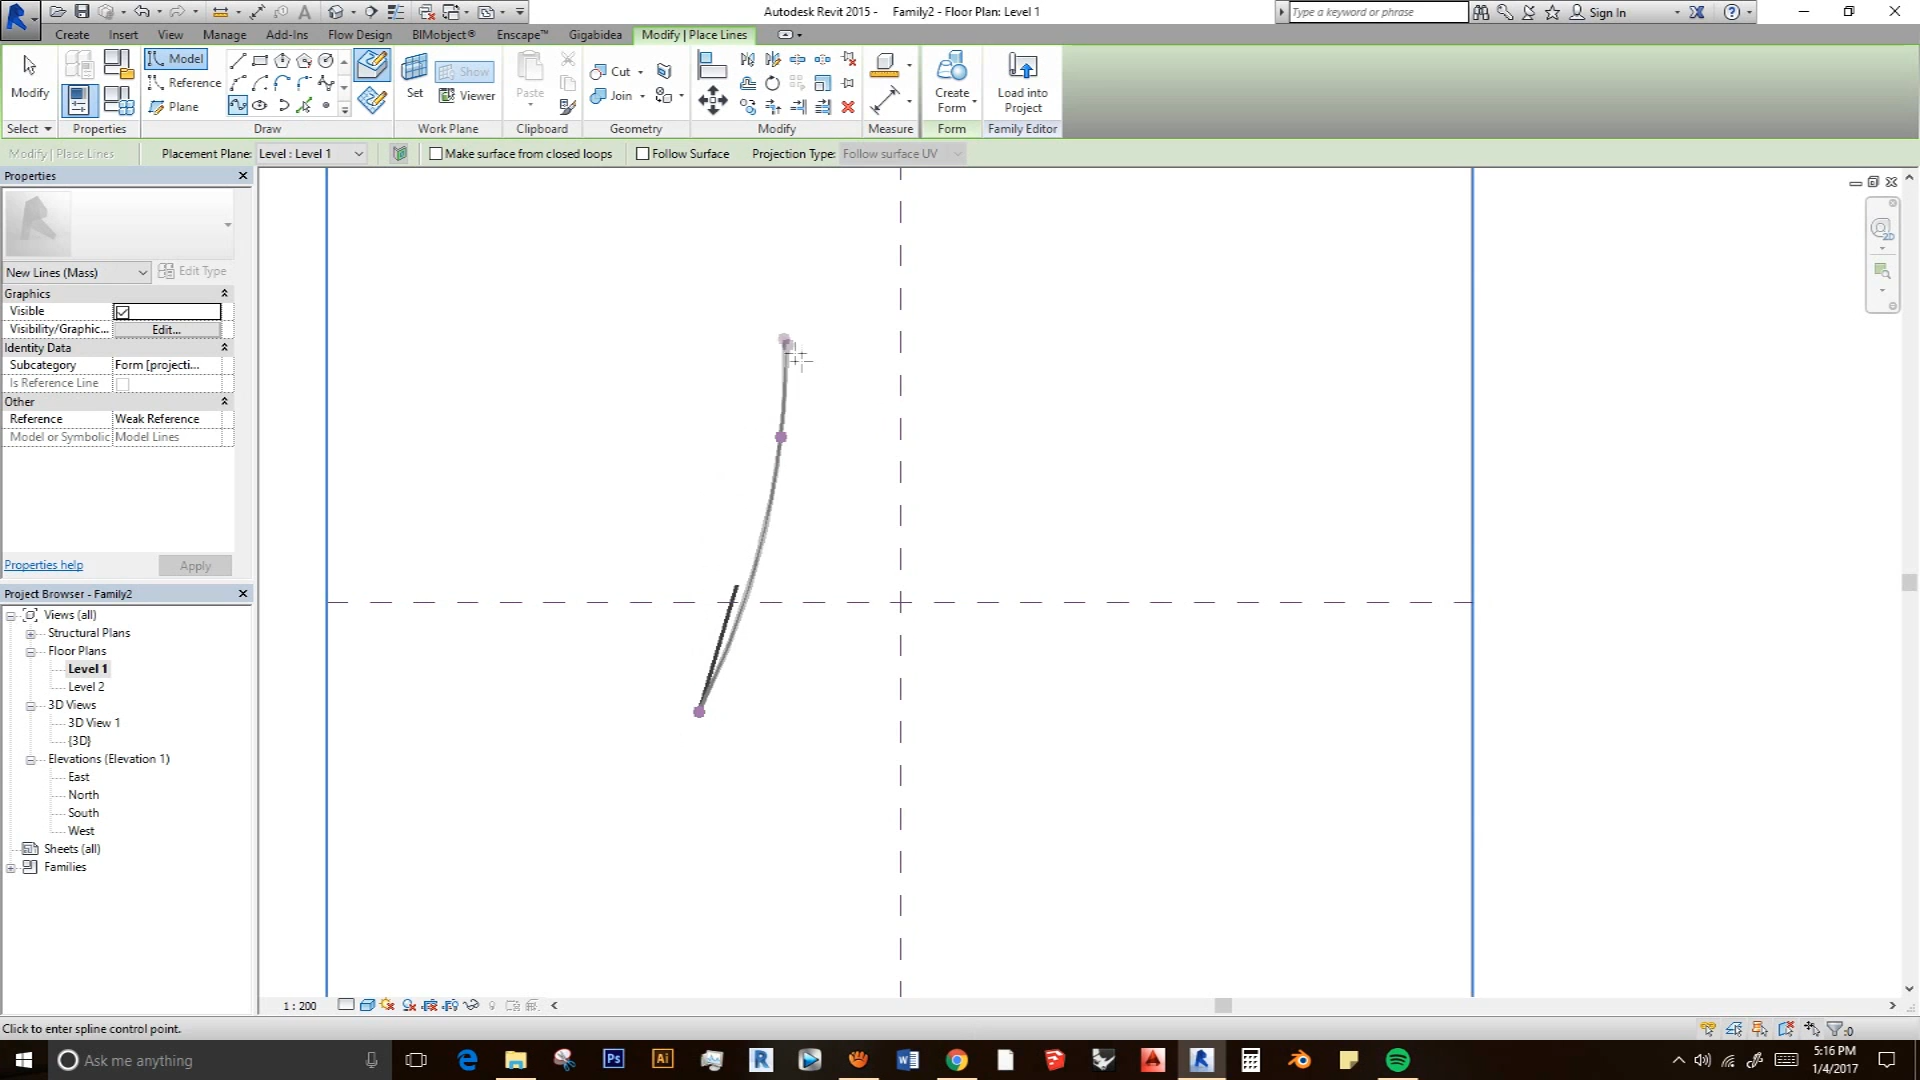 Autodesk Revit 2015 - Family2 - Floor Plan: Level 1
Type a keyword or phrase
Sign In
Create Insert View Manage Add-Ins Flow Design BIMobject® Enscape™ Gigabidea Modify | Place Lines
Modify
Model
Reference
Plane
Set
Show
Viewer
Paste
Cut
Join
Create Form
Load into Project
Select Properties Draw Work Plane Clipboard Geometry Modify Measure Form Family Editor
Modify | Place Lines Placement Plane: Level : Level 1 Make surface from closed loops Follow Surface Projection Type: Follow surface UV
Properties
New Lines (Mass) Edit Type
Graphics
Visible
Visibility/Graphic... Edit...
Identity Data
Subcategory Form [projecti...
Is Reference Line
Other
Reference Weak Reference
Model or Symbolic Model Lines
Properties help Apply
Project Browser - Family2
Views (all)
Structural Plans
Floor Plans
Level 1
Level 2
3D Views
3D View 1
{3D}
Elevations (Elevation 1)
East
North
South
West
Sheets (all)
Families
2D
1 : 200
Click to enter spline control point.
:0
Ask me anything
Ps
Ai
R
5:16 PM
1/4/2017